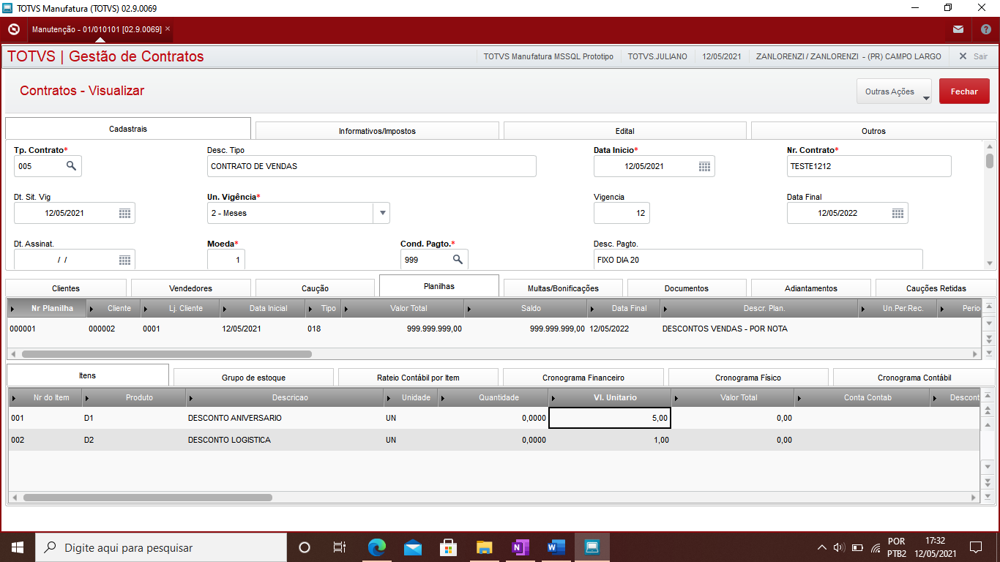 TOTVS Manufatura (TOTVS) 02.9.0069
Manutenção - 01/010101 [02.9.0069] ×
TOTVS | Gestão de Contratos
TOTVS Manufatura MSSQL Prototipo TOTVS.JULIANO 12/05/2021 ZANLORENZI / ZANLORENZI - (PR) CAMPO LARGO Sair
Contratos - Visualizar
Outras Ações Fechar
Cadastrais Informativos/Impostos Edital Outros
Tp. Contrato* Desc. Tipo Data Inicio* Nr. Contrato*
005 CONTRATO DE VENDAS 12/05/2021 TESTE1212
Dt. Sit. Vig Un. Vigência* Vigencia Data Final
12/05/2021 2 - Meses 12 12/05/2022
Dt. Assinat. Moeda* Cond. Pagto.* Desc. Pagto.
/ / 1 999 FIXO DIA 20
Clientes Vendedores Caução Planilhas Multas/Bonificações Documentos Adiantamentos Cauções Retidas
Nr Planilha Cliente Lj. Cliente Data Inicial Tipo Valor Total Saldo Data Final Descr. Plan. Un.Per.Rec. Perio
000001 000002 0001 12/05/2021 018 999.999.999,00 999.999.999,00 12/05/2022 DESCONTOS VENDAS - POR NOTA
Itens Grupo de estoque Rateio Contábil por Item Cronograma Financeiro Cronograma Físico Cronograma Contábil
Nr do Item Produto Descricao Unidade Quantidade Vl. Unitario Valor Total Conta Contab Descont
001 D1 DESCONTO ANIVERSARIO UN 0,0000 5,00 0,00
002 D2 DESCONTO LOGISTICA UN 0,0000 1,00 0,00
Digite aqui para pesquisar
POR 17:32
PTB2 12/05/2021